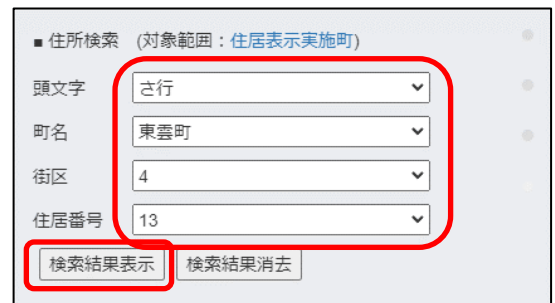 ■ 住所検索 (対象範囲：住居表示実施町)
頭文字 さ行
町名 東雲町
街区 4
住居番号 13
検索結果表示 検索結果消去